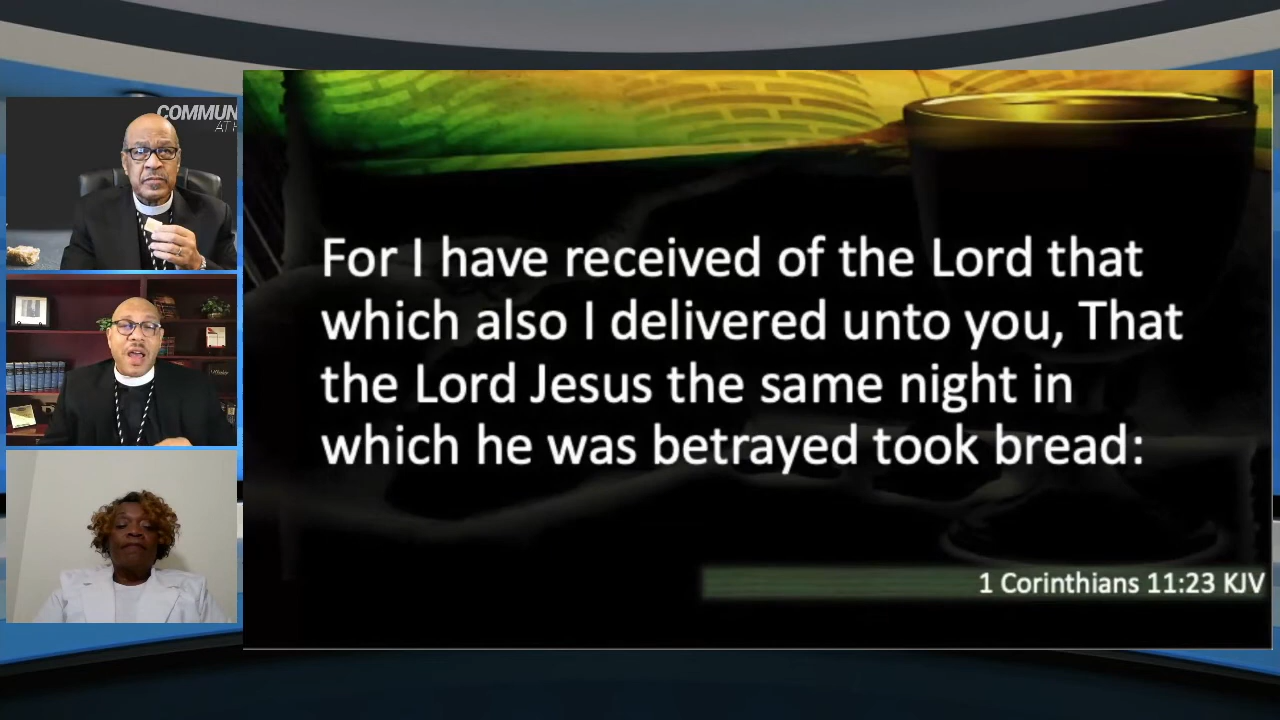 COMMUN
AT
For I have received of the Lord that
which also I delivered unto you, That
the Lord Jesus the same night in
which he was betrayed took bread:
1 Corinthians 11:23 KJV